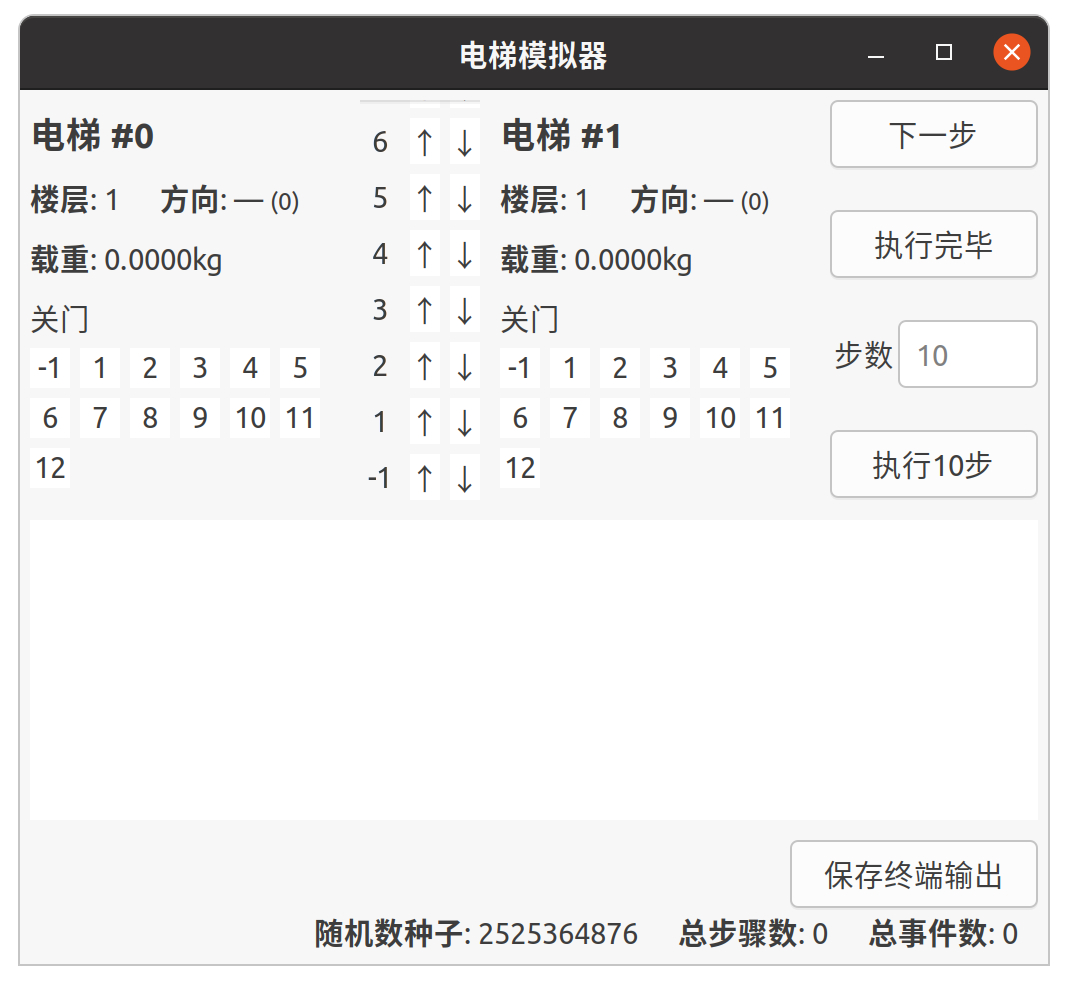 电梯模拟器
电梯 #0
楼层: 1 方向: — (0)
载重: 0.0000kg
关门
-1 1 2 3 4 5
6 7 8 9 10 11
12
6 ↑ ↓
5 ↑ ↓
4 ↑ ↓
3 ↑ ↓
2 ↑ ↓
1 ↑ ↓
-1 ↑ ↓
电梯 #1
楼层: 1 方向: — (0)
载重: 0.0000kg
关门
-1 1 2 3 4 5
6 7 8 9 10 11
12
下一步
执行完毕
步数 10
执行10步
保存终端输出
随机数种子: 2525364876 总步骤数: 0 总事件数: 0